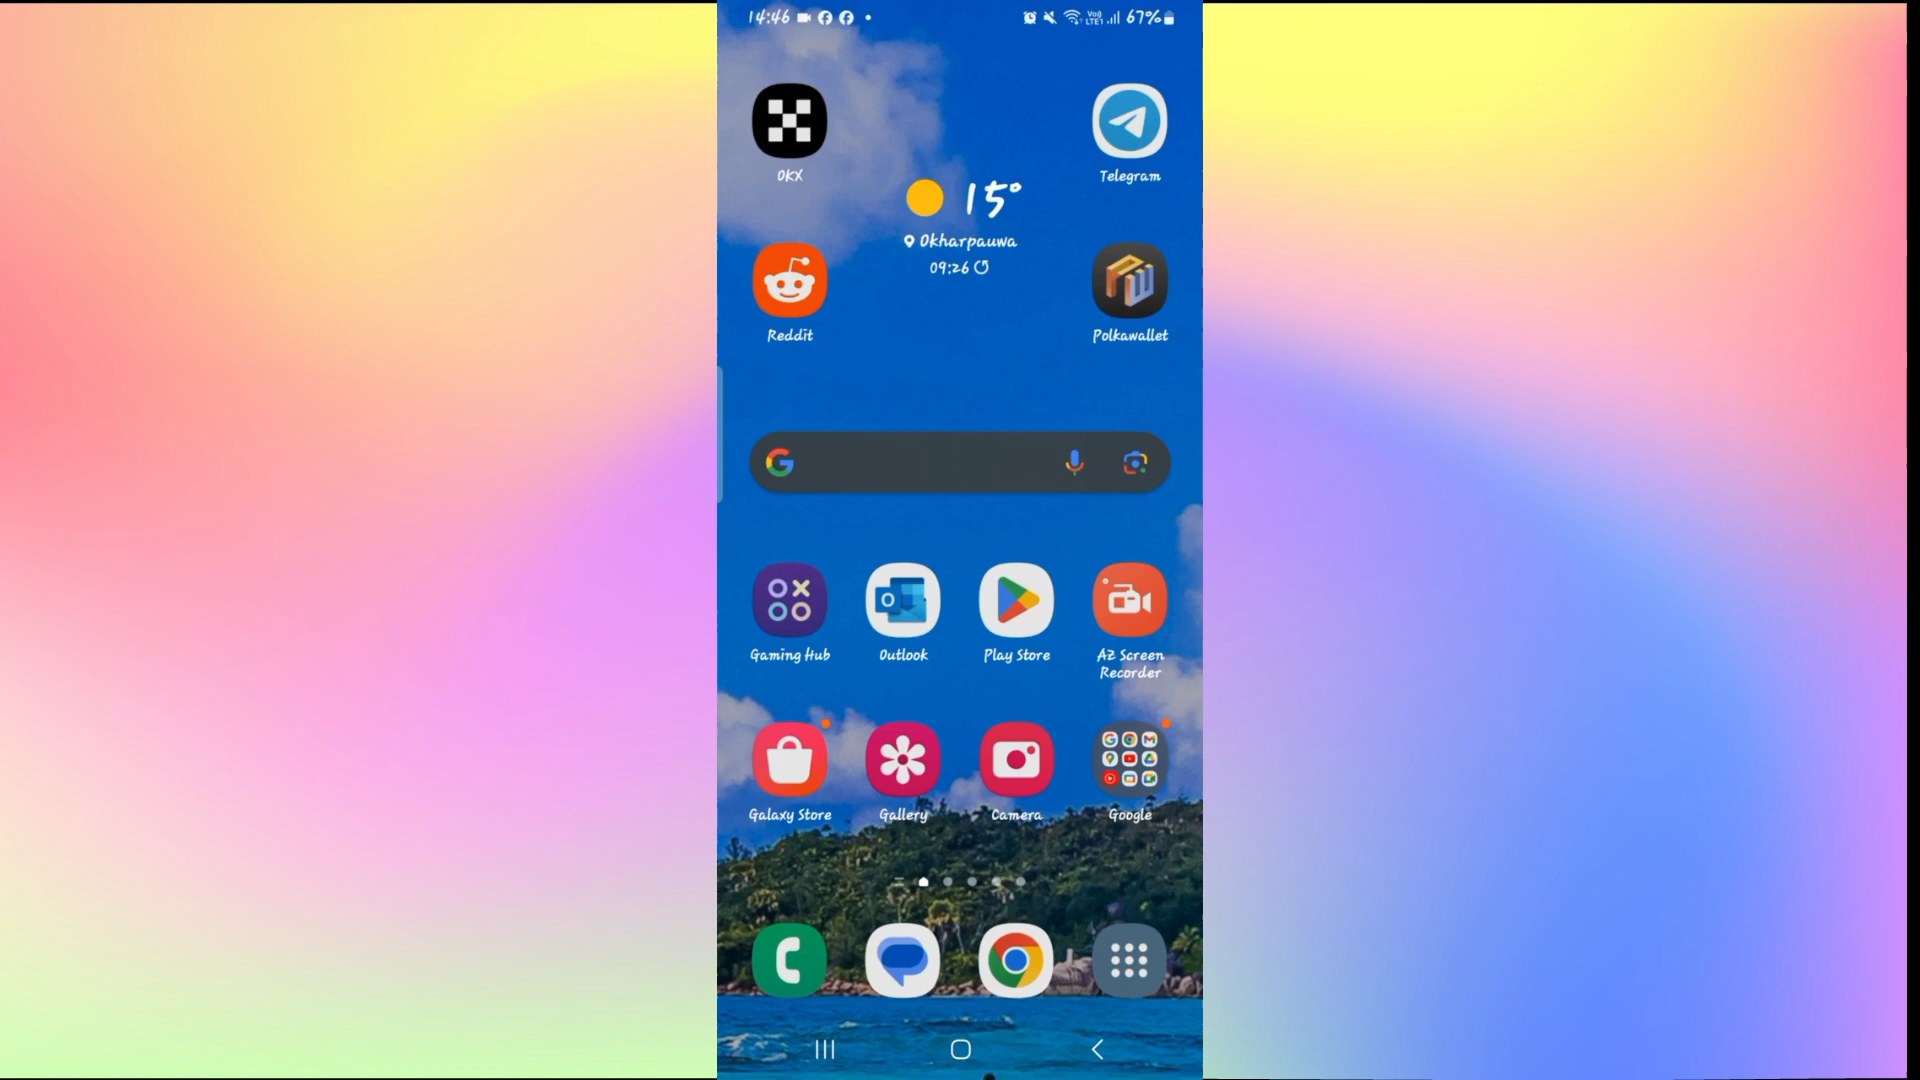 14:46
67%
OKX
Telegram
15°
Okharpauwa
09:26
Reddit
Polkawallet
Gaming Hub
Outlook
Play Store
AZ Screen
Recorder
Galaxy Store
Gallery
Camera
Google